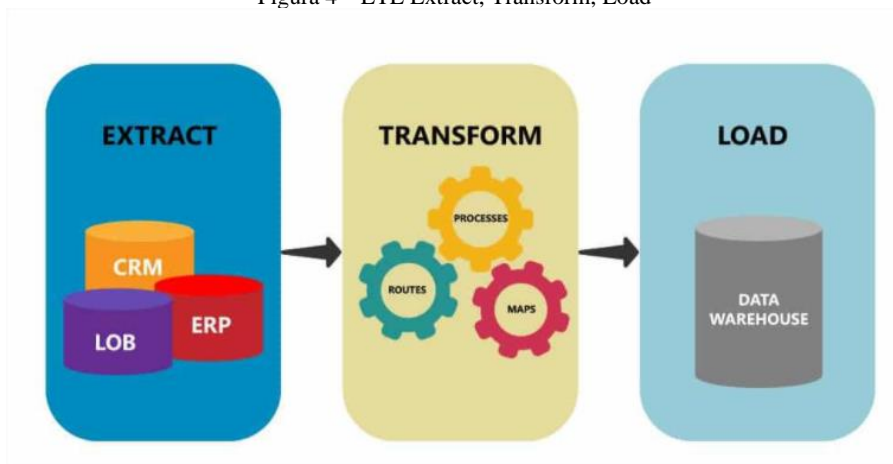 Figura 4 – ETL Extract, Transform, Load
EXTRACT
CRM
LOB
ERP
TRANSFORM
PROCESSES
ROUTES
MAPS
LOAD
DATA
WAREHOUSE